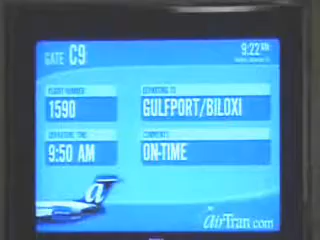 GATE C9
9:22 AM
FLIGHT NUMBER
1590
DEPARTING TO
GULFPORT/BILOXI
DEPARTURE TIME
9:50 AM
COMMENTS
ON-TIME
a
airTran.com